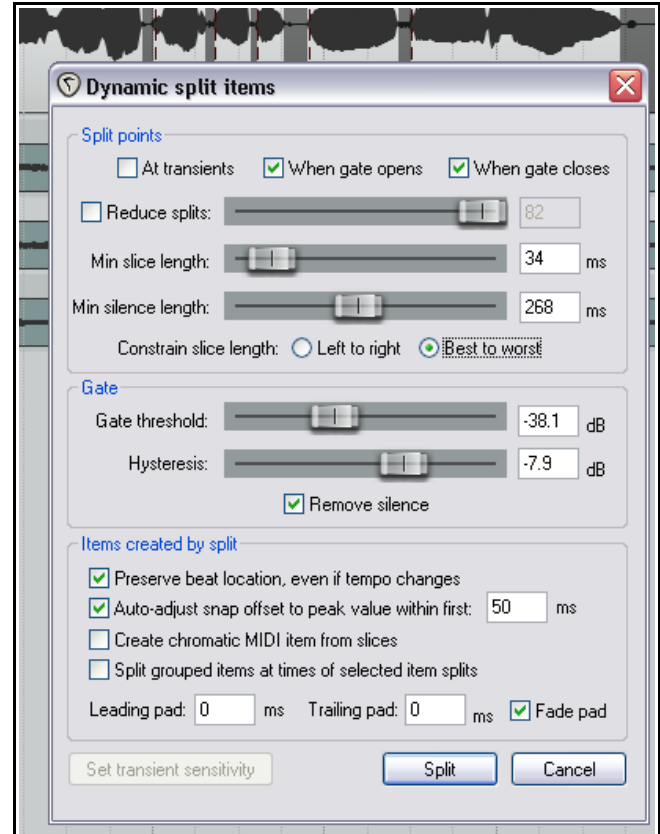 Dynamic split items
Split points
At transients When gate opens When gate closes
Reduce splits: 82
Min slice length: 34 ms
Min silence length: 268 ms
Constrain slice length: Left to right Best to worst
Gate
Gate threshold: -38.1 dB
Hysteresis: -7.9 dB
Remove silence
Items created by split
Preserve beat location, even if tempo changes
Auto-adjust snap offset to peak value within first: 50 ms
Create chromatic MIDI item from slices
Split grouped items at times of selected item splits
Leading pad: 0 ms Trailing pad: 0 ms Fade pad
Set transient sensitivity Split Cancel